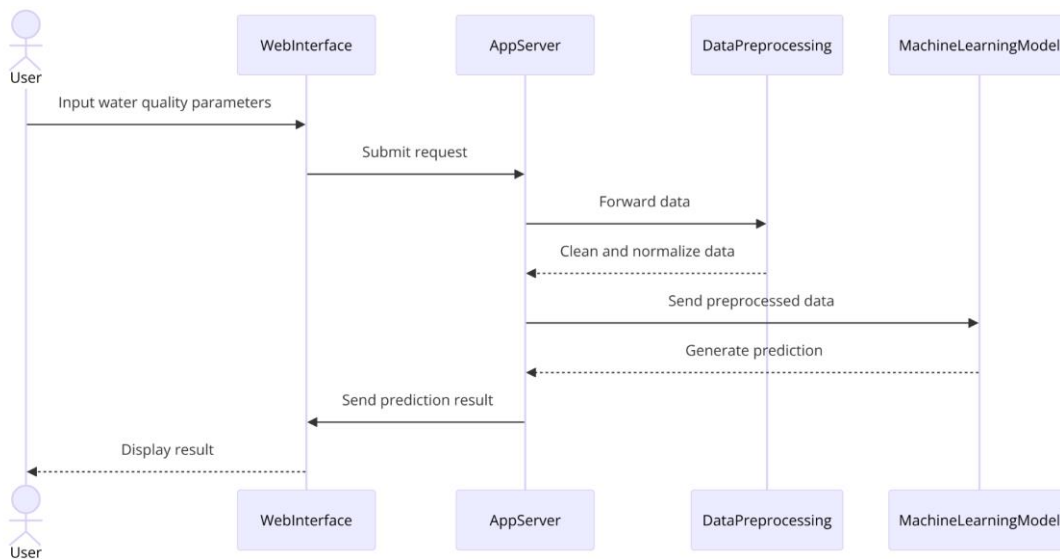 WebInterface
AppServer
DataPreprocessing
MachineLearningModel
User
Input water quality parameters
Submit request
Forward data
Clean and normalize data
Send preprocessed data
Generate prediction
Send prediction result
Display result
WebInterface
AppServer
DataPreprocessing
MachineLearningModel
User